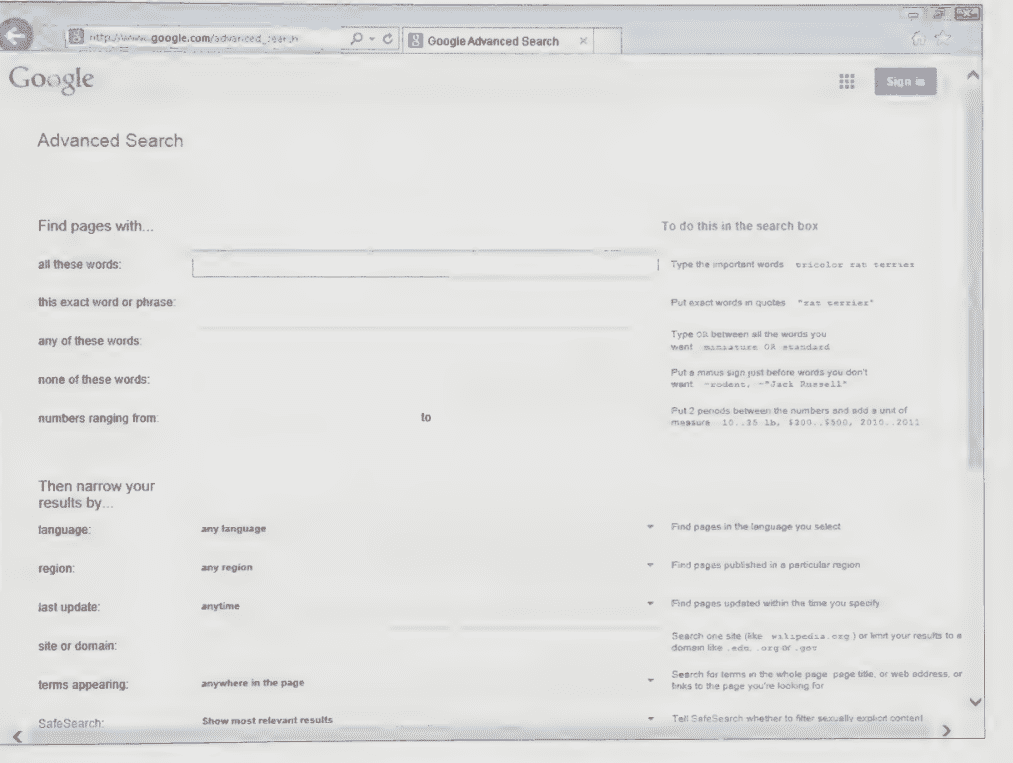 http://www.google.com/advanced_search
Google Advanced Search
Google
Sign in
Advanced Search
Find pages with...
To do this in the search box
all these words:
Type the important words tricolor rat terrier
this exact word or phrase:
Put exact words in quotes "rat terrier"
any of these words:
Type OR between all the words you
want miniature OR standard
none of these words:
Put a minus sign just before words you don't
want -rodent, -"Jack Russell"
numbers ranging from:
to
Put 2 periods between the numbers and add a unit of
measure 10..35 lb, $300..$500, 2010..2011
Then narrow your
results by...
language:
any language
Find pages in the language you select
region:
any region
Find pages published in a particular region
last update:
anytime
Find pages updated within the time you specify
site or domain:
Search one site (like wikipedia.org ) or limit your results to a
domain like .edu, .org or .gov
terms appearing:
anywhere in the page
Search for terms in the whole page page title, or web address, or
links to the page you're looking for
SafeSearch:
Show most relevant results
Tell SafeSearch whether to filter sexually explicit content